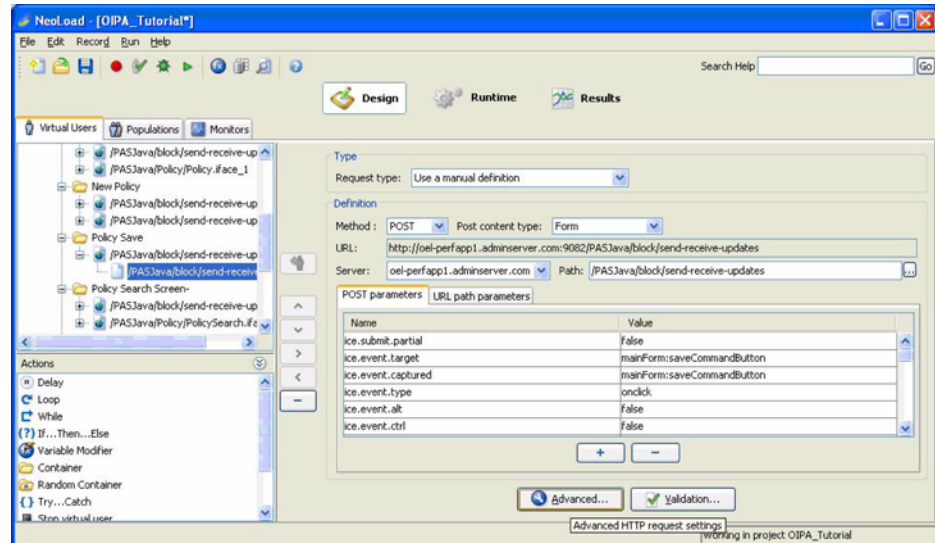 NeoLoad - [OIPA_Tutorial*]
File Edit Record Run Help
Search Help
Go
Design Runtime Results
Virtual Users Populations Monitors
/PASJava/block/send-receive-up
/PASJava/Policy/Policy.iface_1
New Policy
/PASJava/block/send-receive-up
/PASJava/block/send-receive-up
Policy Save
/PASJava/block/send-receive-up
/PASJava/block/send-receive
Policy Search Screen-
/PASJava/block/send-receive-up
/PASJava/Policy/PolicySearch.ifa
Actions
Delay
Loop
While
(?) If...Then...Else
Variable Modifier
Container
Random Container
{} Try...Catch
Stop virtual user
Type
Request type: Use a manual definition
Definition
Method : POST Post content type: Form
URL: http://oel-perfapp1.adminserver.com:9082/PASJava/block/send-receive-updates
Server: oel-perfapp1.adminserver.com Path: /PASJava/block/send-receive-updates ...
POST parameters URL path parameters
Name Value
ice.submit.partial false
ice.event.target mainForm:saveCommandButton
ice.event.captured mainForm:saveCommandButton
ice.event.type onclick
ice.event.alt false
ice.event.ctrl false
+ −
Advanced... Validation...
Advanced HTTP request settings
Working in project OIPA_Tutorial